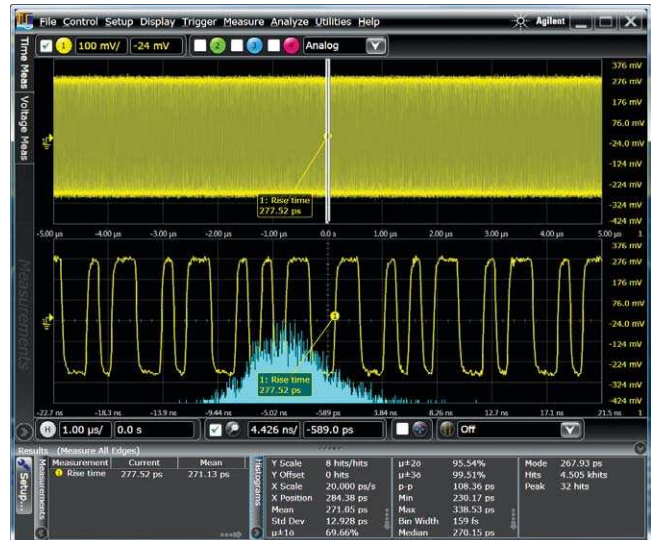 File Control Setup Display Trigger Measure Analyze Utilities Help Agilent
1 100 mV/ -24 mV 2 3 4 Analog
Time Meas
Voltage Meas
Measurements
376 mV
276 mV
176 mV
76.0 mV
-24.0 mV
-124 mV
-224 mV
-324 mV
-424 mV
1: Rise time
277.52 ps
-5.00 µs -4.00 µs -3.00 µs -2.00 µs -1.00 µs 0.0 s 1.00 µs 2.00 µs 3.00 µs 4.00 µs 5.00 µs 1
376 mV
276 mV
176 mV
76.0 mV
-24.0 mV
-124 mV
-224 mV
-324 mV
-424 mV
1
1: Rise time
277.52 ps
-22.7 ns -18.3 ns -13.9 ns -9.44 ns -5.02 ns -589 ps 3.84 ns 8.26 ns 12.7 ns 17.1 ns 21.5 ns 1
H 1.00 µs/ 0.0 s 4.426 ns/ -589.0 ps Off
Results (Measure All Edges)
Setup...
Measurements
Measurement Current Mean
1 Rise time 277.52 ps 271.13 ps
Histograms
Y Scale 8 hits/hits µ±2σ 95.54% Mode 267.93 ps
Y Offset 0 hits µ±3σ 99.51% Hits 4.505 khits
X Scale 20.000 ps/s p-p 108.36 ps Peak 32 hits
X Position 284.38 ps Min 230.17 ps
Mean 271.05 ps Max 338.53 ps
Std Dev 12.928 ps Bin Width 159 fs
µ±1σ 69.66% Median 270.15 ps